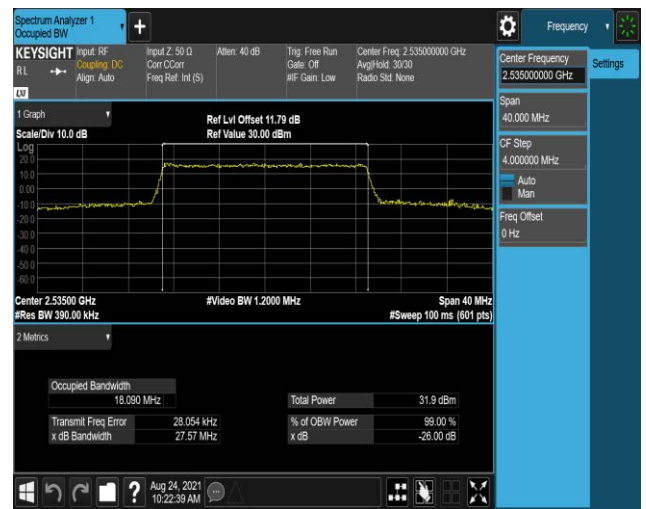 Spectrum Analyzer 1
Occupied BW
+
Frequency
KEYSIGHT
RL
LXI
Input: RF
Coupling: DC
Align: Auto
Input Z: 50 Ω
Corr CCorr
Freq Ref: Int (S)
Atten: 40 dB
Trig: Free Run
Gate: Off
#IF Gain: Low
Center Freq: 2.535000000 GHz
Avg|Hold: 30/30
Radio Std: None
Center Frequency
2.535000000 GHz
Settings
Span
40.000 MHz
CF Step
4.000000 MHz
Auto
Man
Freq Offset
0 Hz
1 Graph
Scale/Div 10.0 dB
Ref Lvl Offset 11.79 dB
Ref Value 30.00 dBm
Log
20.0
10.0
0.00
-10.0
-20.0
-30.0
-40.0
-50.0
-60.0
Center 2.53500 GHz
#Video BW 1.2000 MHz
Span 40 MHz
#Res BW 390.00 kHz
#Sweep 100 ms (601 pts)
2 Metrics
Occupied Bandwidth
18.090 MHz
Total Power 31.9 dBm
Transmit Freq Error 28.054 kHz
% of OBW Power 99.00 %
x dB Bandwidth 27.57 MHz
x dB -26.00 dB
?
Aug 24, 2021
10:22:39 AM